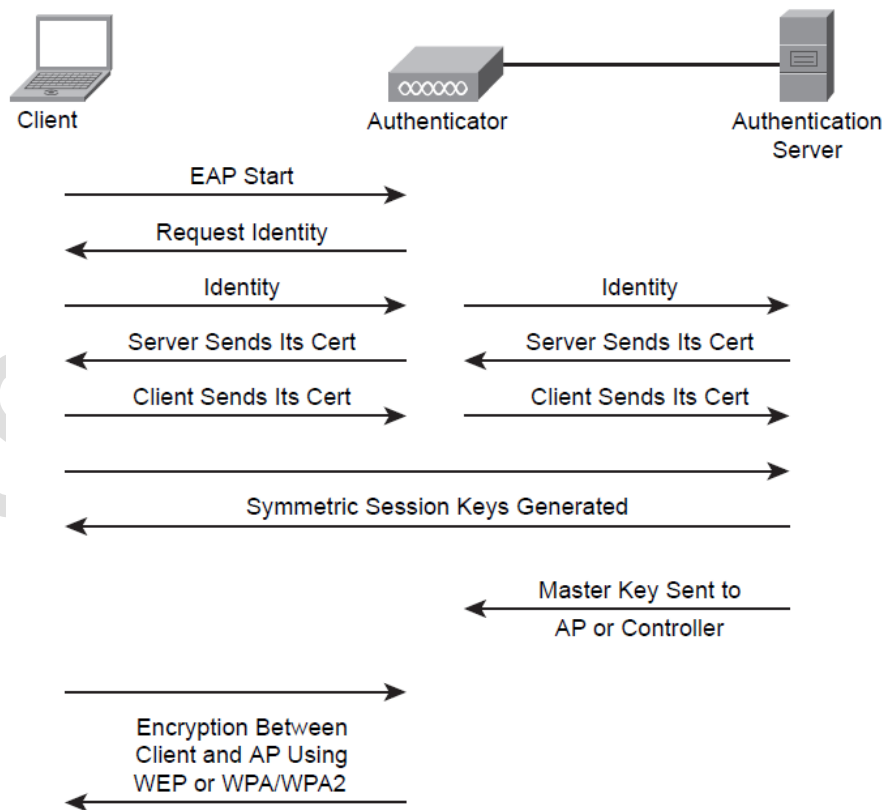 Client
Authenticator
Authentication
Server
EAP Start
Request Identity
Identity
Identity
Server Sends Its Cert
Server Sends Its Cert
Client Sends Its Cert
Client Sends Its Cert
Symmetric Session Keys Generated
Master Key Sent to
AP or Controller
Encryption Between
Client and AP Using
WEP or WPA/WPA2